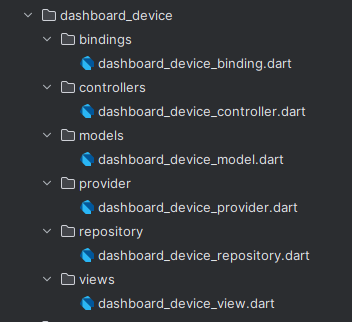 dashboard_device
bindings
dashboard_device_binding.dart
controllers
dashboard_device_controller.dart
models
dashboard_device_model.dart
provider
dashboard_device_provider.dart
repository
dashboard_device_repository.dart
views
dashboard_device_view.dart